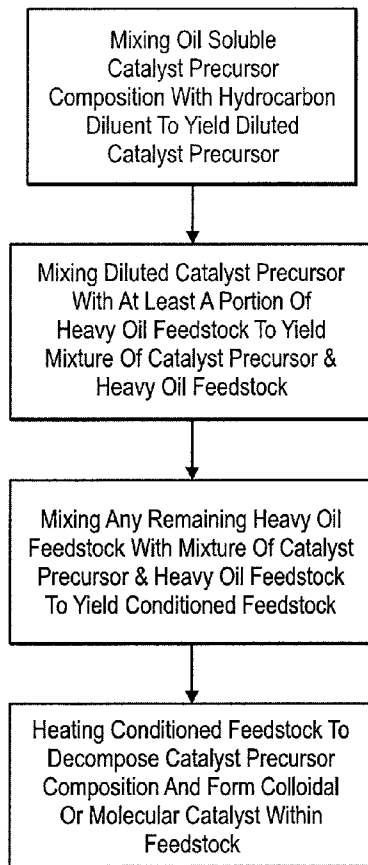 Mixing Oil Soluble
Catalyst Precursor
Composition With Hydrocarbon
Diluent To Yield Diluted
Catalyst Precursor
Mixing Diluted Catalyst Precursor
With At Least A Portion Of
Heavy Oil Feedstock To Yield
Mixture Of Catalyst Precursor &
Heavy Oil Feedstock
Mixing Any Remaining Heavy Oil
Feedstock With Mixture Of Catalyst
Precursor & Heavy Oil Feedstock
To Yield Conditioned Feedstock
Heating Conditioned Feedstock To
Decompose Catalyst Precursor
Composition And Form Colloidal
Or Molecular Catalyst Within
Feedstock